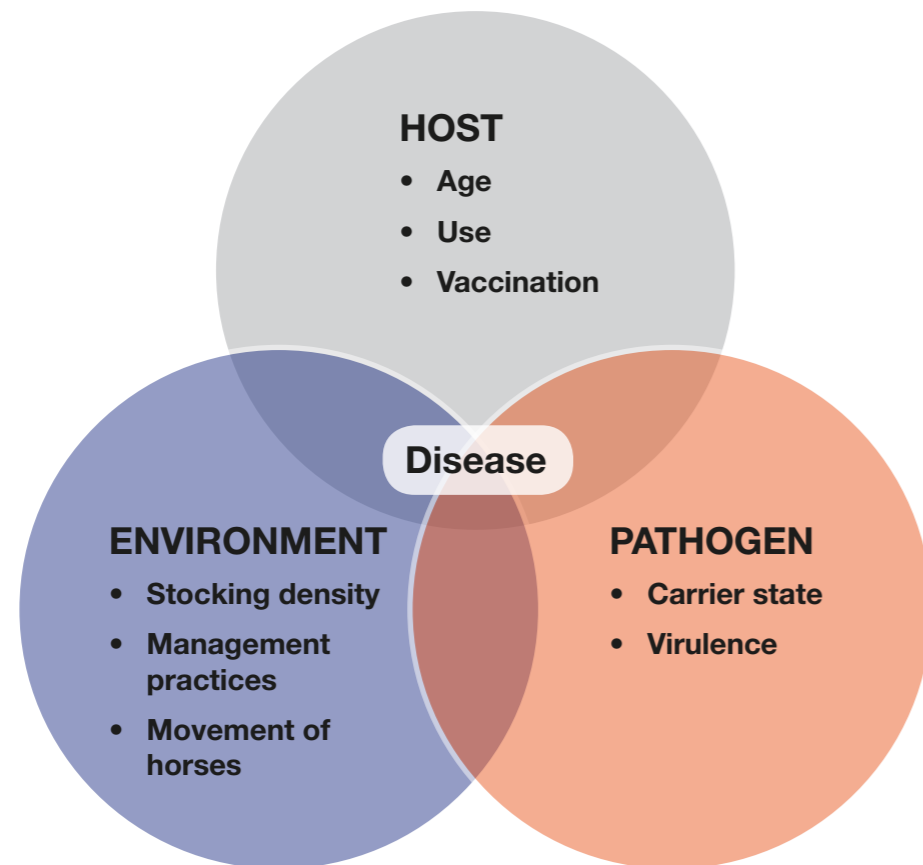 HOST
• Age
• Use
• Vaccination
Disease
ENVIRONMENT
• Stocking density
• Management
practices
• Movement of
horses
PATHOGEN
• Carrier state
• Virulence